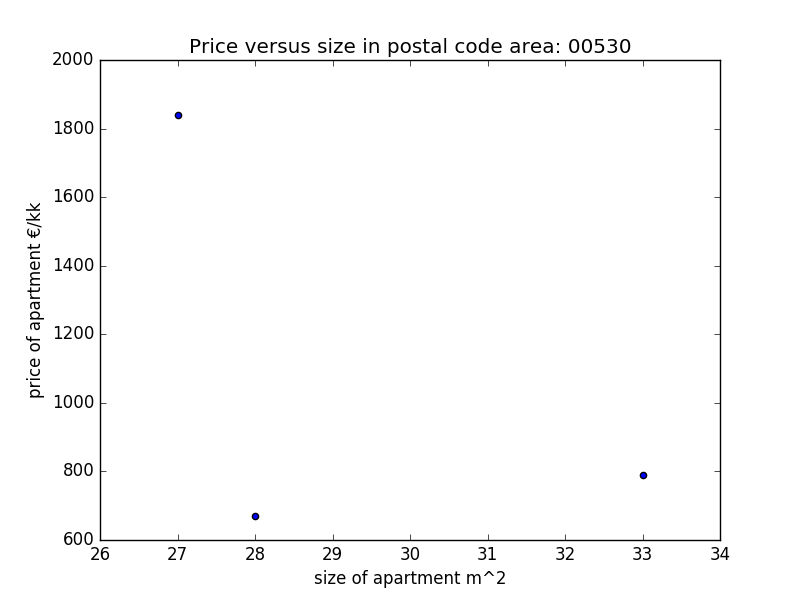 Price versus size in postal code area: 00530
2000
1800
1600
1400
1200
1000
800
600
price of apartment €/kk
26 27 28 29 30 31 32 33 34
size of apartment m^2